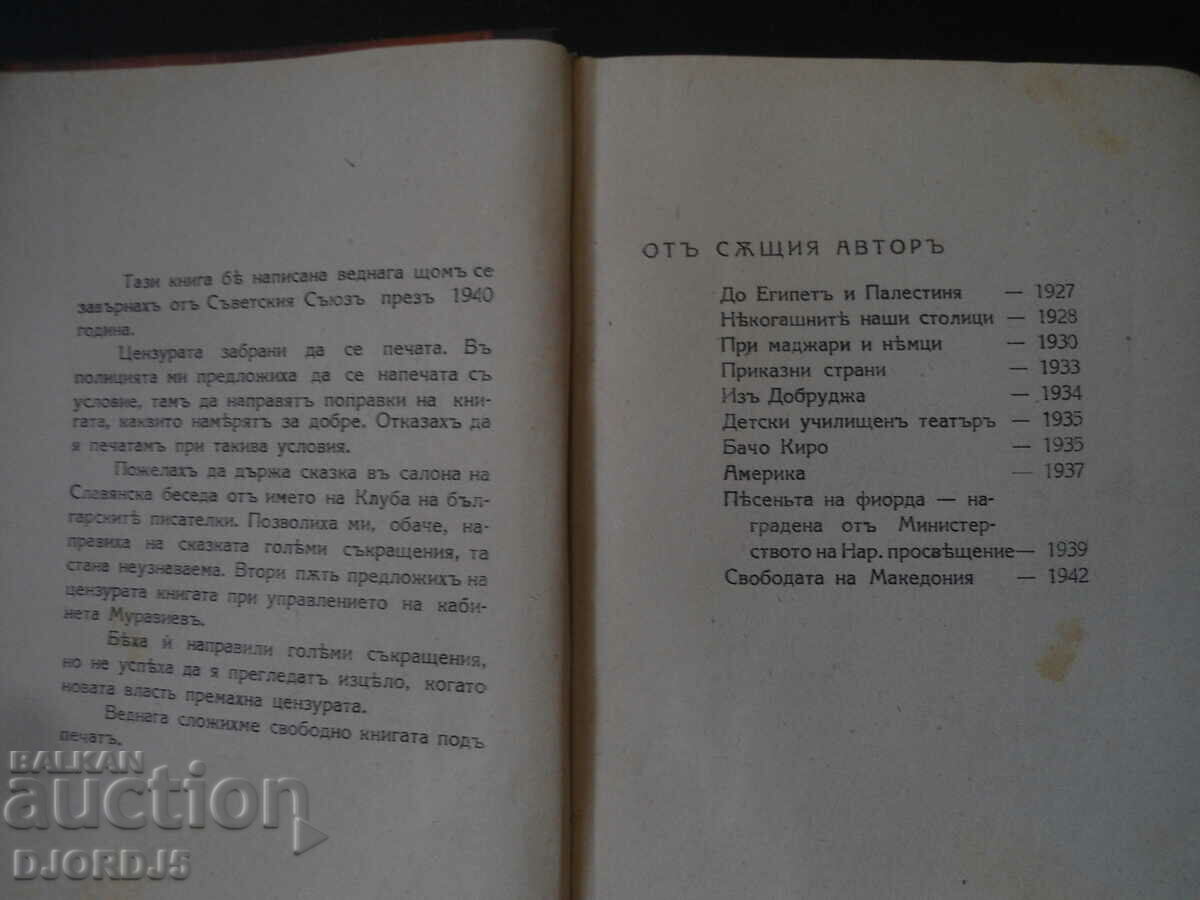 Тази книга бѣ написана веднага щомъ се
завърнахъ отъ Съветския Съюзъ презъ 1940
година.
Цензурата забрани да се печата. Въ
полицията ми предложиха да се напечата съ
условие, тамъ да направятъ поправки на кни-
гата, каквито намѣрятъ за добре. Отказахъ да
я печатамъ при такива условия.
Пожелахъ да държа сказка въ салона на
Славянска беседа отъ името на Клуба на бъл-
гарскитѣ писателки. Позволиха ми, обаче, на-
правиха на сказката голѣми съкращения, та
стана неузнаваема. Втори пѫть предложихъ на
цензурата книгата при управлението на каби-
нета Муразиевъ.
Бѣха ѝ направили голѣми съкращения,
но не успѣха да я прегледатъ изцѣло, когато
новата власть премахна цензурата.
Веднага сложихме свободно книгата подъ
печатъ.
ОТЪ СѪЩИЯ АВТОРЪ
До Египетъ и Палестиня — 1927
Нѣкогашнитѣ наши столици — 1928
При маджари и нѣмци — 1930
Приказни страни — 1933
Изъ Добруджа — 1934
Детски училищенъ театъръ — 1935
Бачо Киро — 1935
Америка — 1937
Пѣсеньта на фиорда — на-
градена отъ Министер-
ството на Нар. просвѣщение — 1939
Свободата на Македония — 1942
BALKAN
auction
DJORDJ5